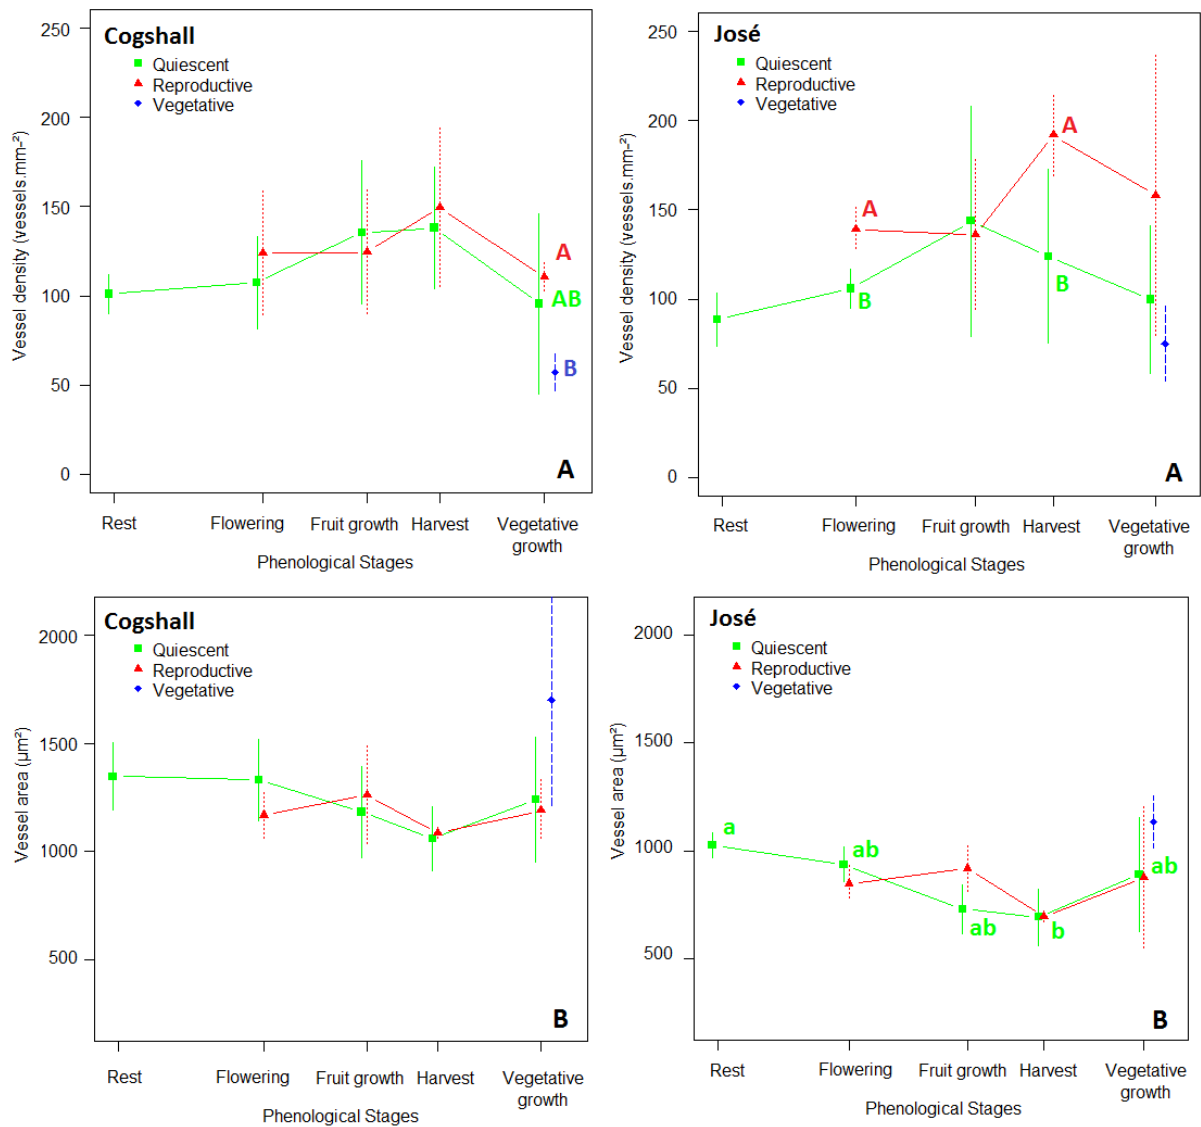 Cogshall
Quiescent
Reproductive
Vegetative
250
200
150
100
50
0
Vessel density (vessels.mm-²)
A
AB
B
A
Rest
Flowering
Fruit growth
Harvest
Vegetative
growth
Phenological Stages
José
Quiescent
Reproductive
Vegetative
250
200
150
100
50
0
Vessel density (vessels.mm-²)
A
A
B
B
A
Rest
Flowering
Fruit growth
Harvest
Vegetative
growth
Phenological Stages
Cogshall
Quiescent
Reproductive
Vegetative
2000
1500
1000
500
Vessel area (µm²)
B
Rest
Flowering
Fruit growth
Harvest
Vegetative
growth
Phenological Stages
José
Quiescent
Reproductive
Vegetative
2000
1500
1000
500
Vessel area (µm²)
a
ab
ab
ab
b
B
Rest
Flowering
Fruit growth
Harvest
Vegetative
growth
Phenological Stages